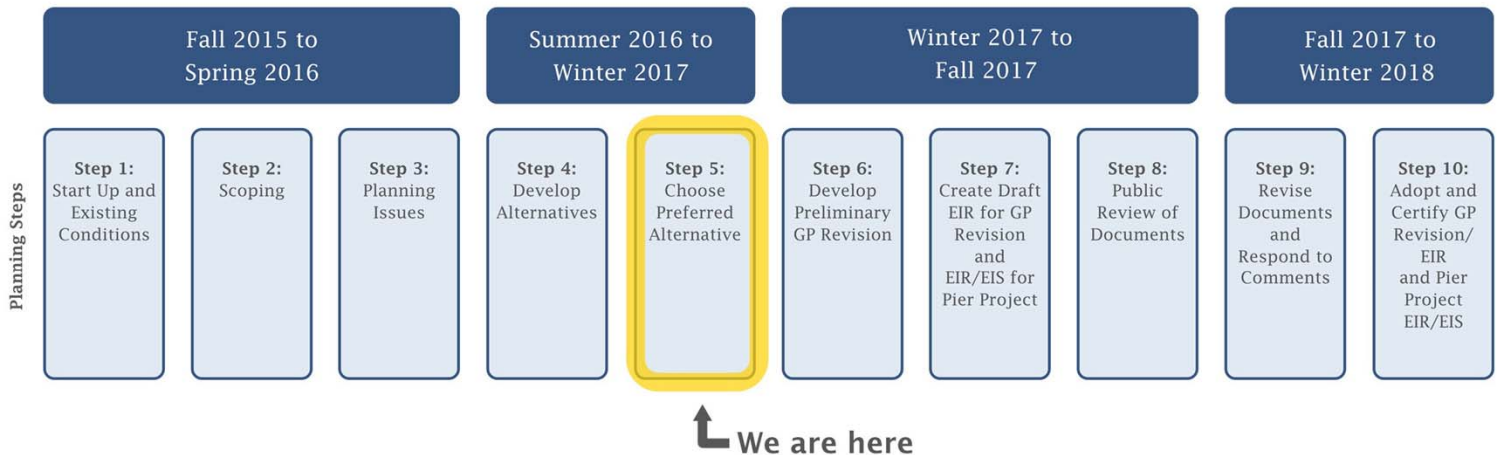 Fall 2015 to
Spring 2016
Summer 2016 to
Winter 2017
Winter 2017 to
Fall 2017
Fall 2017 to
Winter 2018
Planning Steps
Step 1:
Start Up and
Existing
Conditions
Step 2:
Scoping
Step 3:
Planning
Issues
Step 4:
Develop
Alternatives
Step 5:
Choose
Preferred
Alternative
Step 6:
Develop
Preliminary
GP Revision
Step 7:
Create Draft
EIR for GP
Revision
and
EIR/EIS for
Pier Project
Step 8:
Public
Review of
Documents
Step 9:
Revise
Documents
and
Respond to
Comments
Step 10:
Adopt and
Certify GP
Revision/
EIR
and Pier
Project
EIR/EIS
We are here